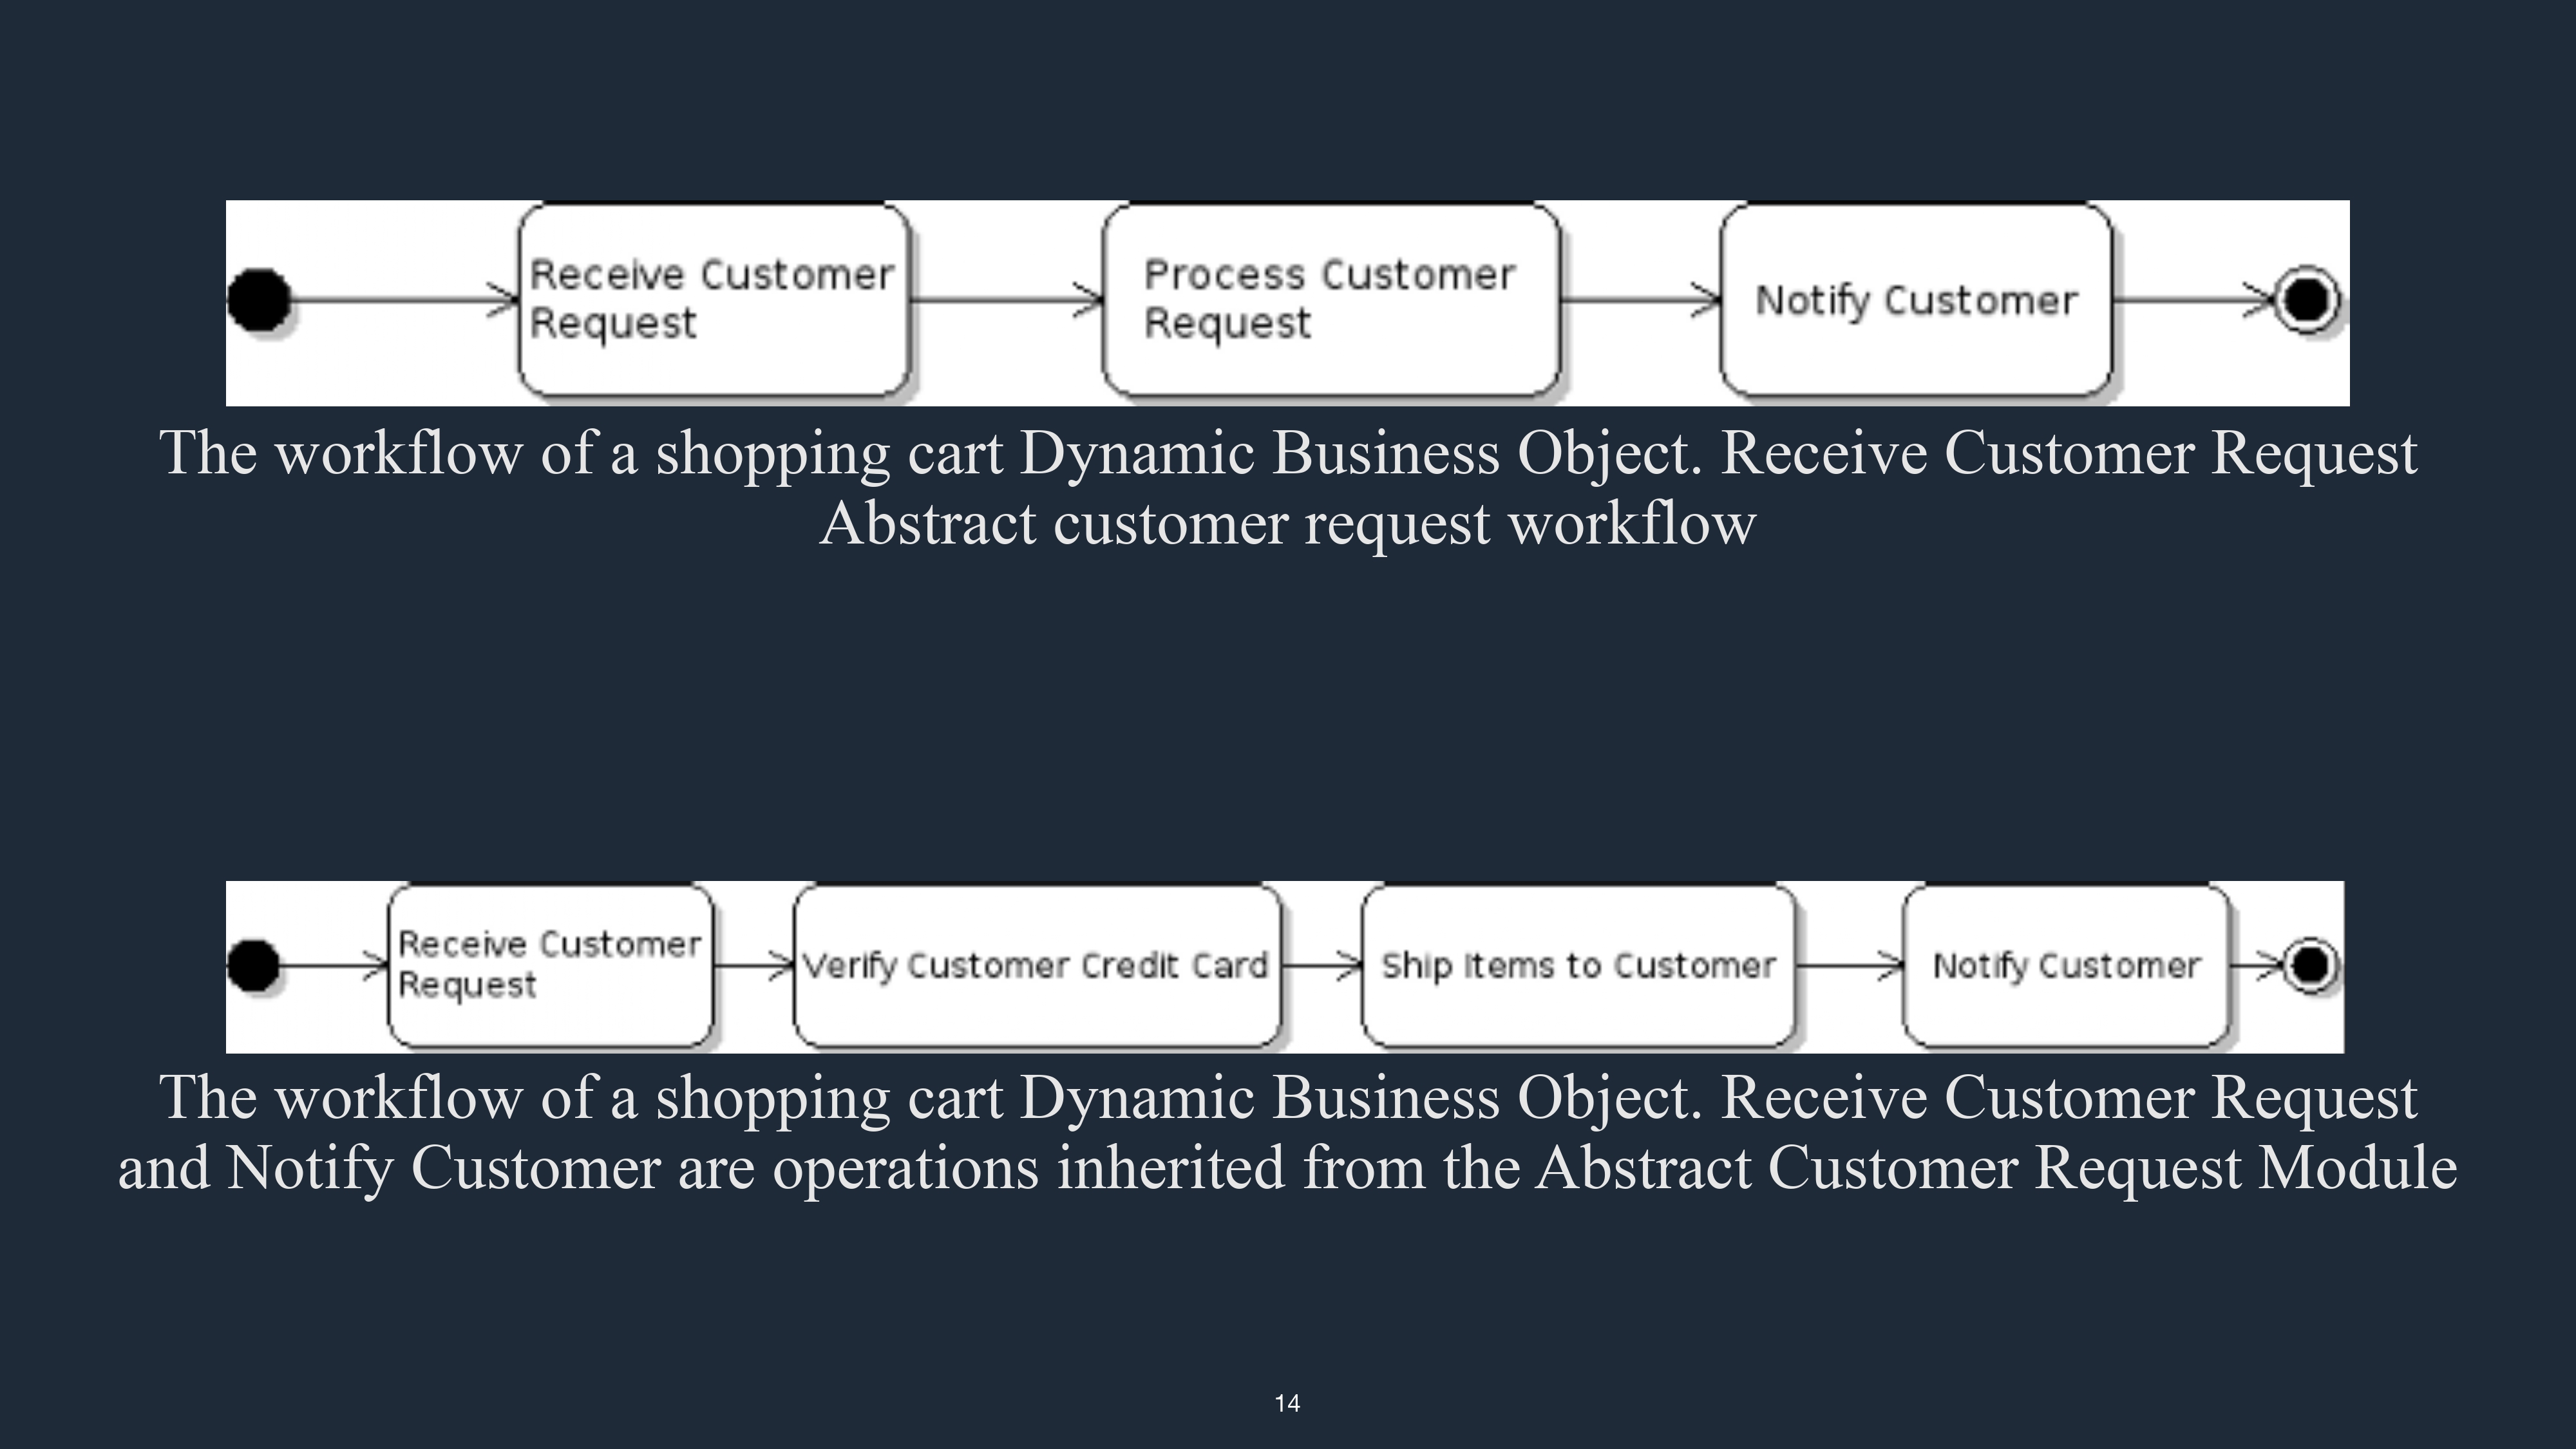 Receive Customer
Request
Process Customer
Request
Notify Customer
The workflow of a shopping cart Dynamic Business Object. Receive Customer Request
Abstract customer request workflow
Receive Customer
Request
Verify Customer Credit Card
Ship Items to Customer
Notify Customer
The workflow of a shopping cart Dynamic Business Object. Receive Customer Request
and Notify Customer are operations inherited from the Abstract Customer Request Module
14